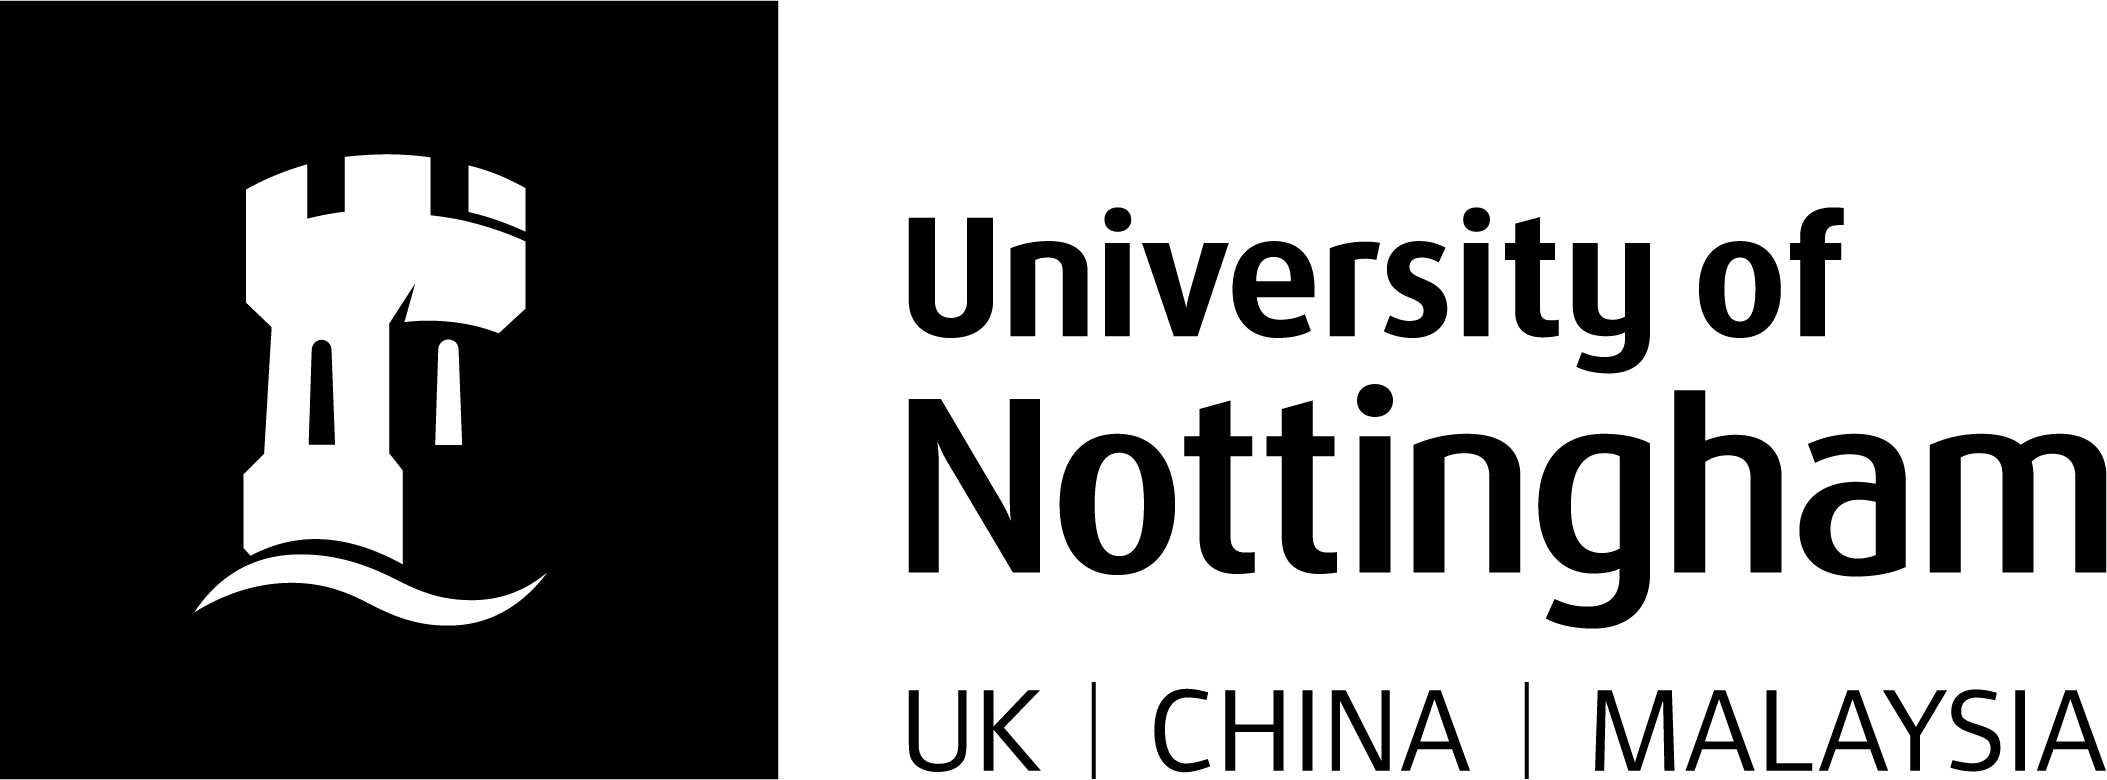 University of
Nottingham
UK | CHINA | MALAYSIA